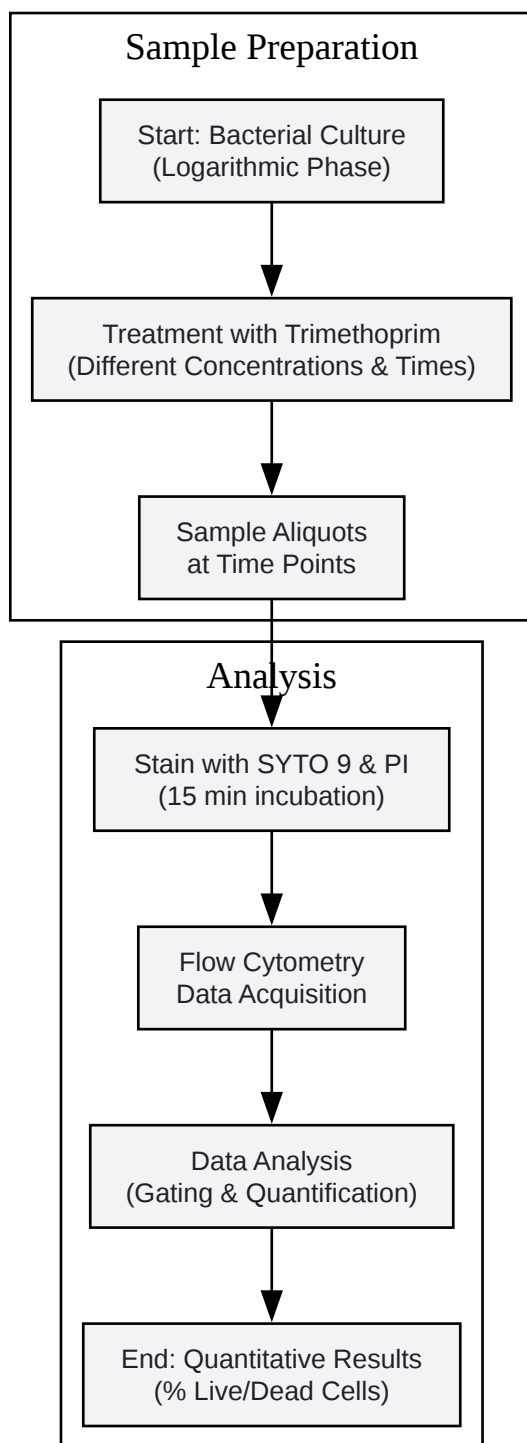 Sample Preparation
Start: Bacterial Culture
(Logarithmic Phase)
Treatment with Trimethoprim
(Different Concentrations & Times)
Sample Aliquots
at Time Points
Analysis
Stain with SYTO 9 & PI
(15 min incubation)
Flow Cytometry
Data Acquisition
Data Analysis
(Gating & Quantification)
End: Quantitative Results
(% Live/Dead Cells)